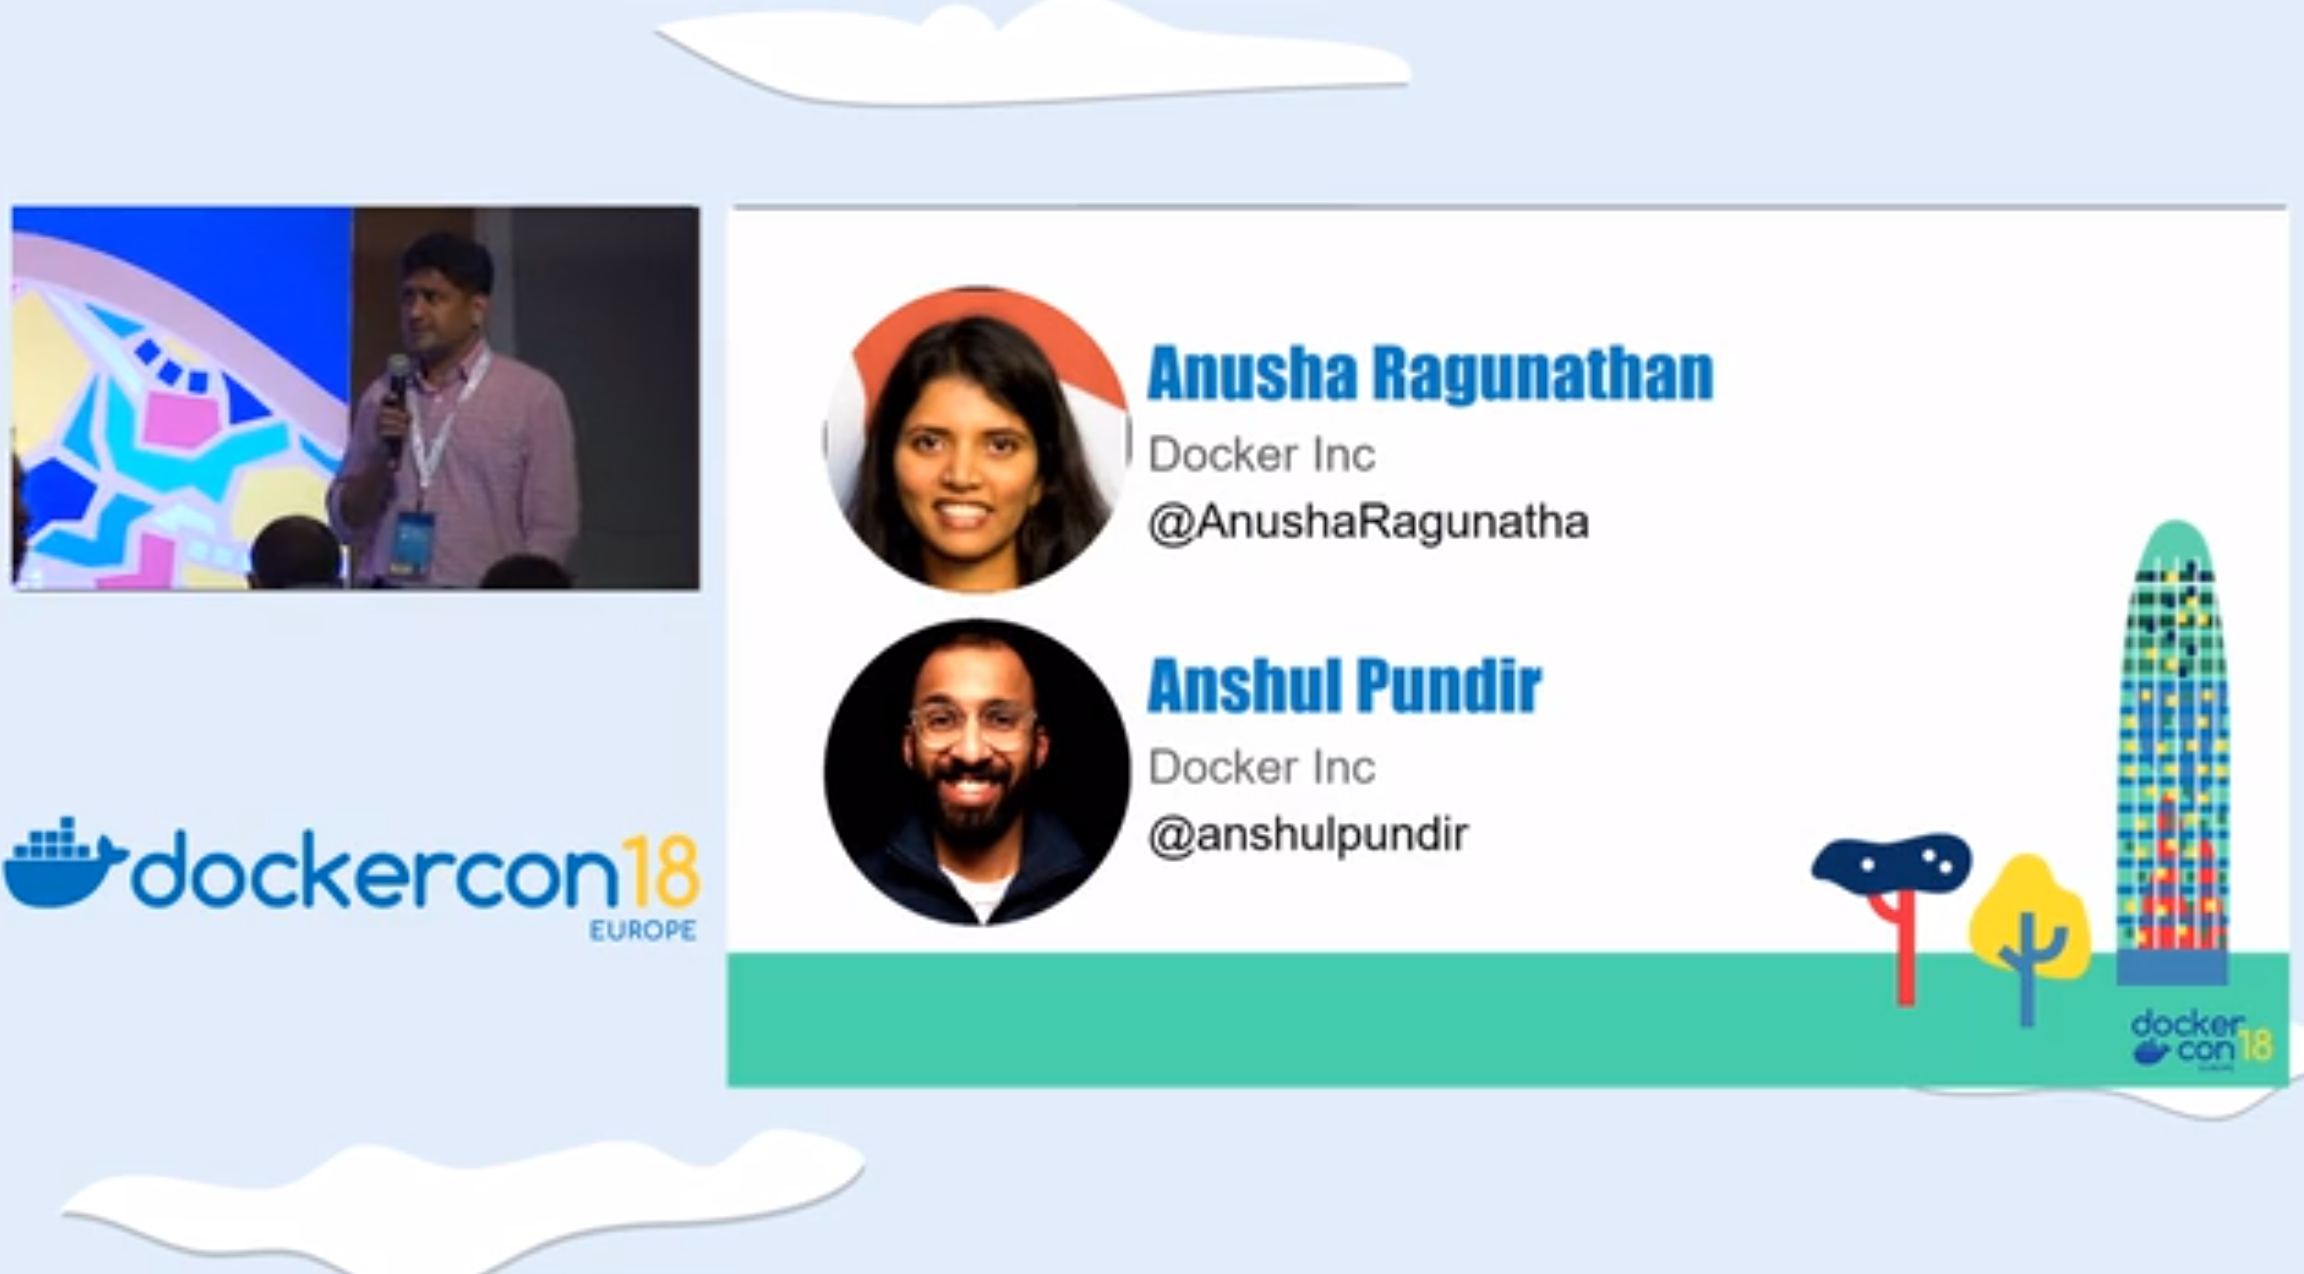 dockercon18
EUROPE
Anusha Ragunathan
Docker Inc
@AnushaRagunatha
Anshul Pundir
Docker Inc
@anshulpundir
docker
con18